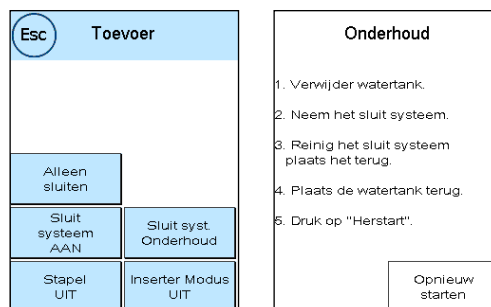 Esc
Toevoer
Alleen
sluiten
Sluit
systeem
AAN
Sluit syst.
Onderhoud
Stapel
UIT
Inserter Modus
UIT
Onderhoud
1. Verwijder watertank.
2. Neem het sluit systeem.
3. Reinig het sluit systeem
plaats het terug.
4. Plaats de watertank terug.
5. Druk op "Herstart".
Opnieuw
starten